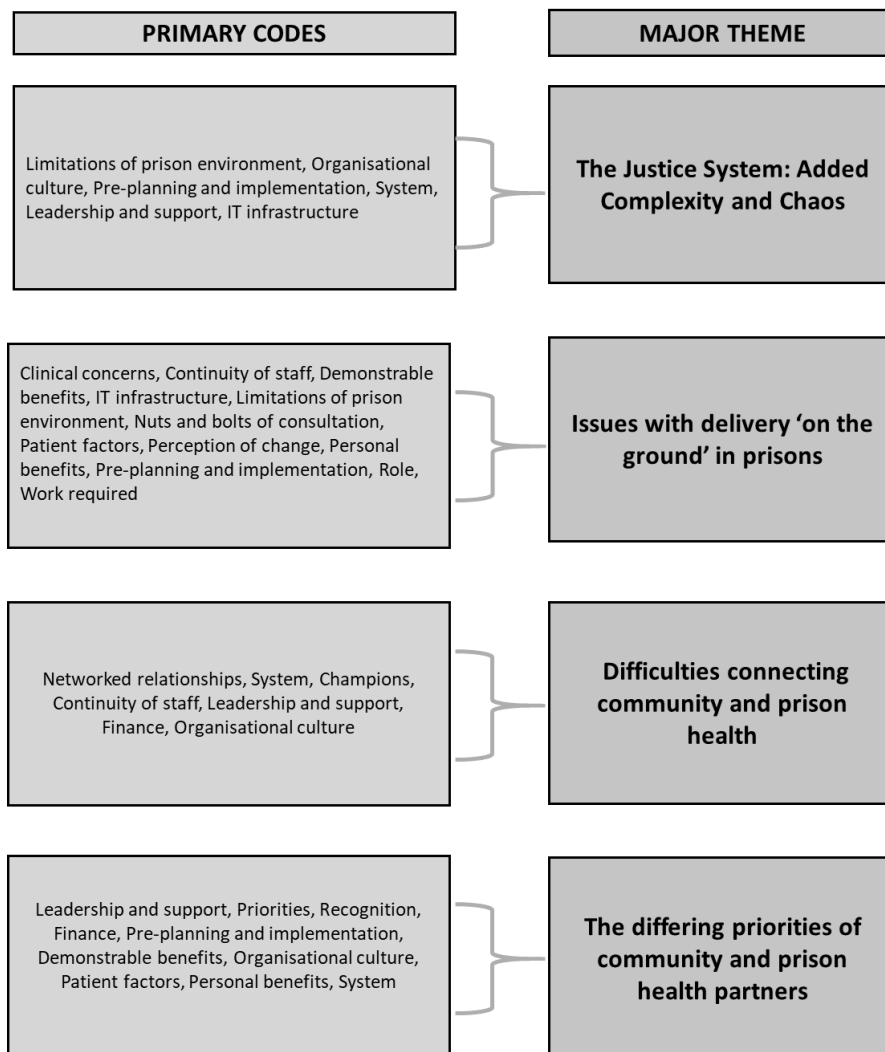 PRIMARY CODES
MAJOR THEME
Limitations of prison environment, Organisational
culture, Pre-planning and implementation, System,
Leadership and support, IT infrastructure
The Justice System: Added
Complexity and Chaos
Clinical concerns, Continuity of staff, Demonstrable
benefits, IT infrastructure, Limitations of prison
environment, Nuts and bolts of consultation,
Patient factors, Perception of change, Personal
benefits, Pre-planning and implementation, Role,
Work required
Issues with delivery ‘on the
ground’ in prisons
Networked relationships, System, Champions,
Continuity of staff, Leadership and support,
Finance, Organisational culture
Difficulties connecting
community and prison
health
Leadership and support, Priorities, Recognition,
Finance, Pre-planning and implementation,
Demonstrable benefits, Organisational culture,
Patient factors, Personal benefits, System
The differing priorities of
community and prison
health partners